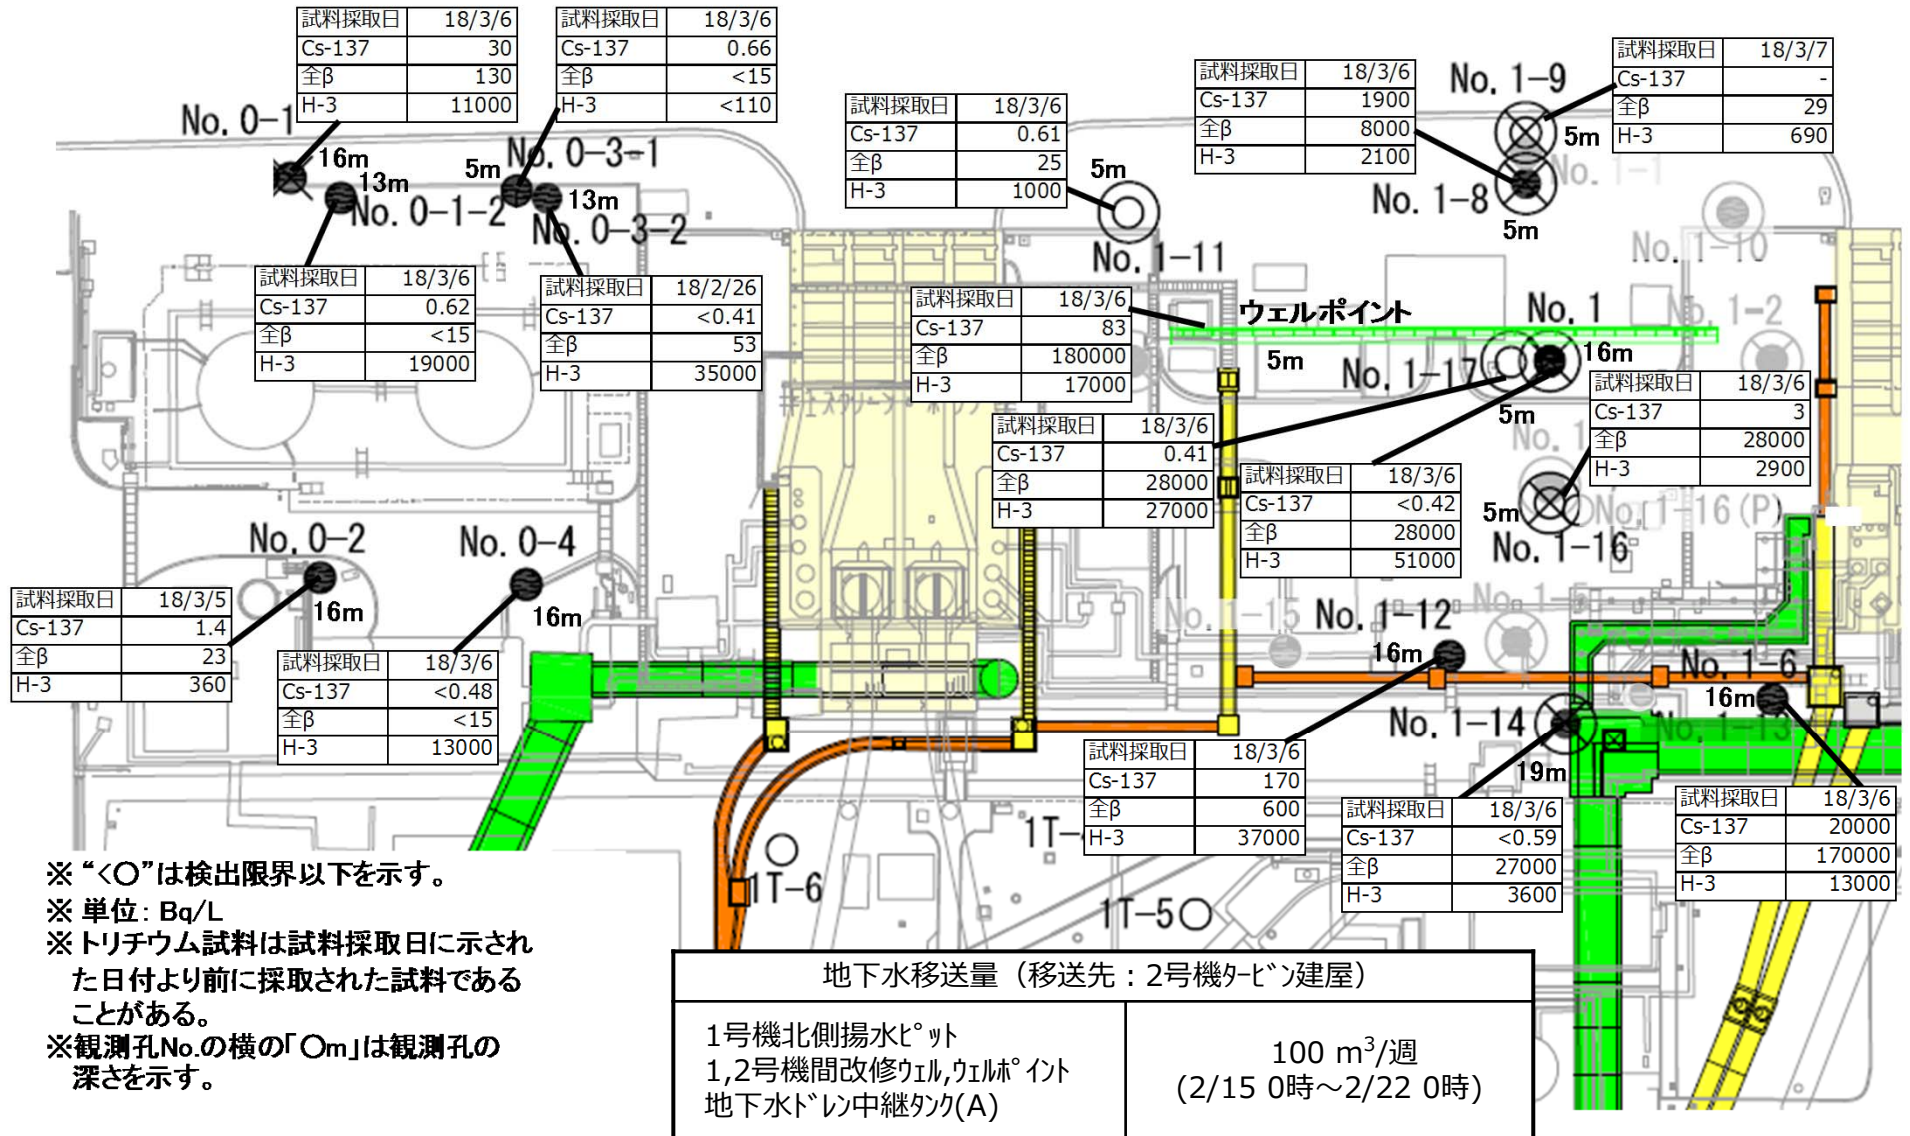 試料採取日 18/3/6
Cs-137 30
全β 130
H-3 11000
試料採取日 18/3/6
Cs-137 0.66
全β <15
H-3 <110
試料採取日 18/3/6
Cs-137 0.61
全β 25
H-3 1000
試料採取日 18/3/6
Cs-137 1900
全β 8000
H-3 2100
試料採取日 18/3/7
Cs-137 -
全β 29
H-3 690
No. 0-1
16m
13m
No. 0-1-2
5m
No. 0-3-1
13m
No. 0-3-2
5m
No. 1-11
No. 1-9
5m
No. 1-1
No. 1-8
5m
No. 1-10
試料採取日 18/3/6
Cs-137 0.62
全β <15
H-3 19000
試料採取日 18/2/26
Cs-137 <0.41
全β 53
H-3 35000
試料採取日 18/3/6
Cs-137 83
全β 180000
H-3 17000
ウェルポイント
5m
No. 1
16m
No. 1-2
No. 1-17
5m
試料採取日 18/3/6
Cs-137 3
全β 28000
H-3 2900
試料採取日 18/3/6
Cs-137 0.41
全β 28000
H-3 27000
試料採取日 18/3/6
Cs-137 <0.42
全β 28000
H-3 51000
5m
No. 1-16(P)
No. 1-16
No. 0-2
16m
No. 0-4
16m
試料採取日 18/3/5
Cs-137 1.4
全β 23
H-3 360
試料採取日 18/3/6
Cs-137 <0.48
全β <15
H-3 13000
No. 1-15
No. 1-12
16m
No. 1-5
No. 1-6
16m
No. 1-14
19m
No. 1-13
試料採取日 18/3/6
Cs-137 170
全β 600
H-3 37000
試料採取日 18/3/6
Cs-137 <0.59
全β 27000
H-3 3600
試料採取日 18/3/6
Cs-137 20000
全β 170000
H-3 13000
1T-
1T-6
1T-5
※ “<○”は検出限界以下を示す。
※ 単位: Bq/L
※ トリチウム試料は試料採取日に示され
た日付より前に採取された試料である
ことがある。
※観測孔No.の横の「○m」は観測孔の
深さを示す。
地下水移送量（移送先：2号機ﾀｰﾋﾞﾝ建屋）
1号機北側揚水ﾋﾟｯﾄ
1,2号機間改修ｳｪﾙ,ｳｪﾙﾎﾟｲﾝﾄ
地下水ﾄﾞﾚﾝ中継ﾀﾝｸ(A)
100 m³/週
(2/15 0時～2/22 0時)